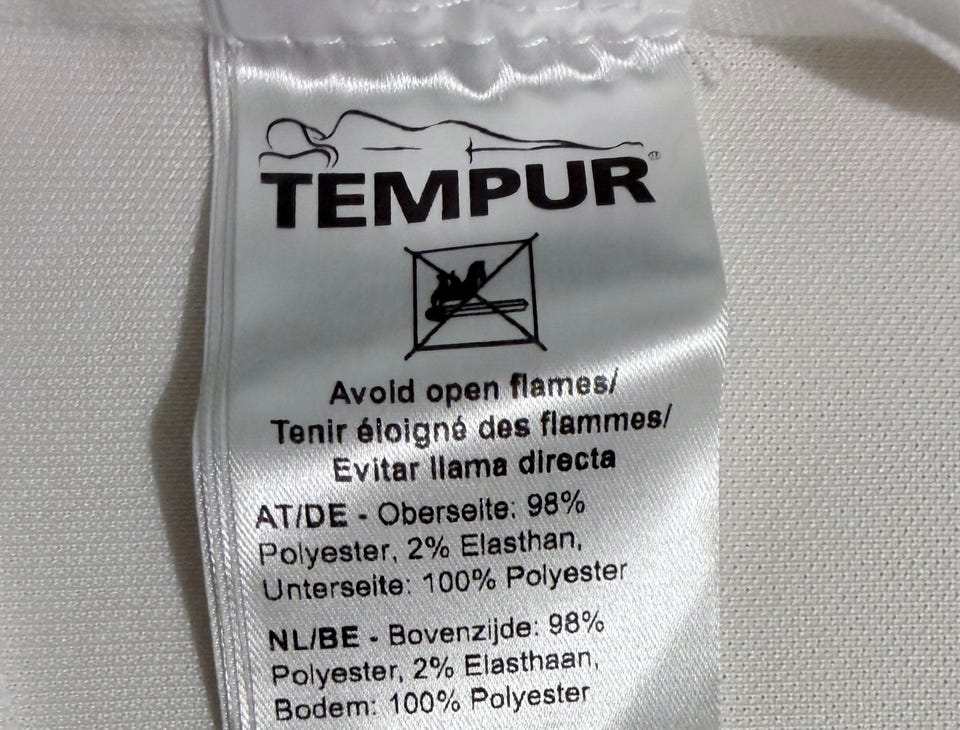 TEMPUR®
Avoid open flames/
Tenir éloigné des flammes/
Evitar llama directa
AT/DE - Oberseite: 98%
Polyester, 2% Elasthan,
Unterseite: 100% Polyester
NL/BE - Bovenzijde: 98%
Polyester, 2% Elasthaan,
Bodem: 100% Polyester